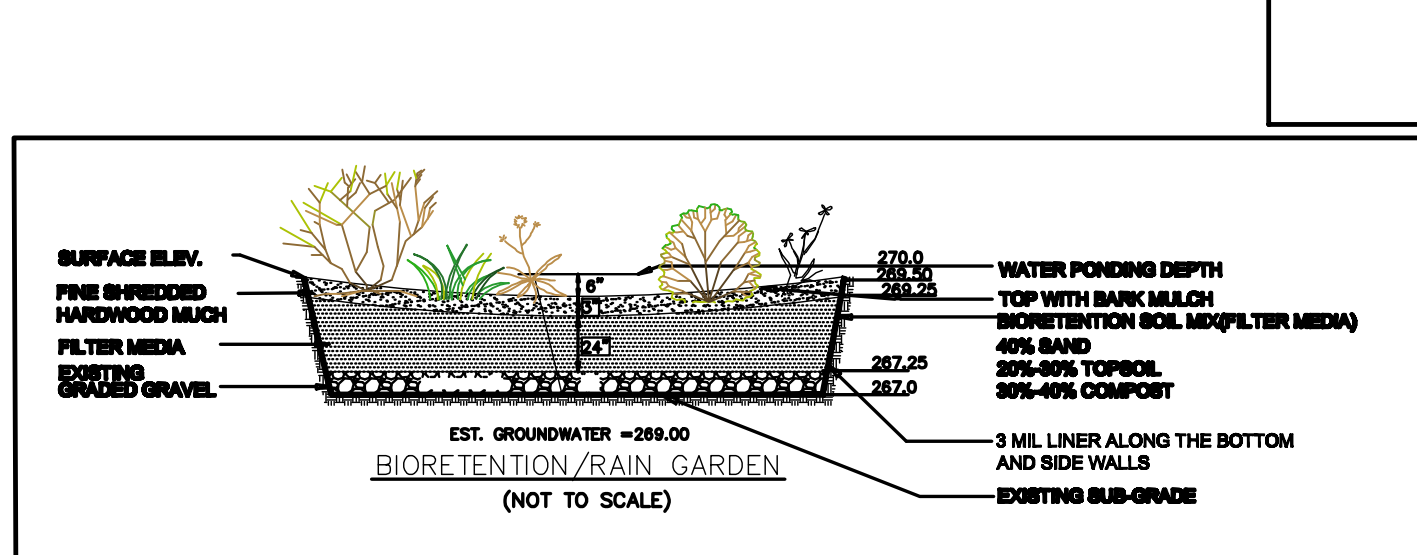 SURFACE ELEV.
FINE SHREDDED
HARDWOOD MUCH
FILTER MEDIA
EXISTING
GRADED GRAVEL
6"
3"
24"
270.0
269.50
269.25
267.25
267.0
WATER PONDING DEPTH
TOP WITH BARK MULCH
BIORETENTION SOIL MIX(FILTER MEDIA)
40% SAND
20%-30% TOPSOIL
30%-40% COMPOST
3 MIL LINER ALONG THE BOTTOM
AND SIDE WALLS
EXISTING SUB-GRADE
EST. GROUNDWATER =269.00
BIORETENTION/RAIN GARDEN
(NOT TO SCALE)